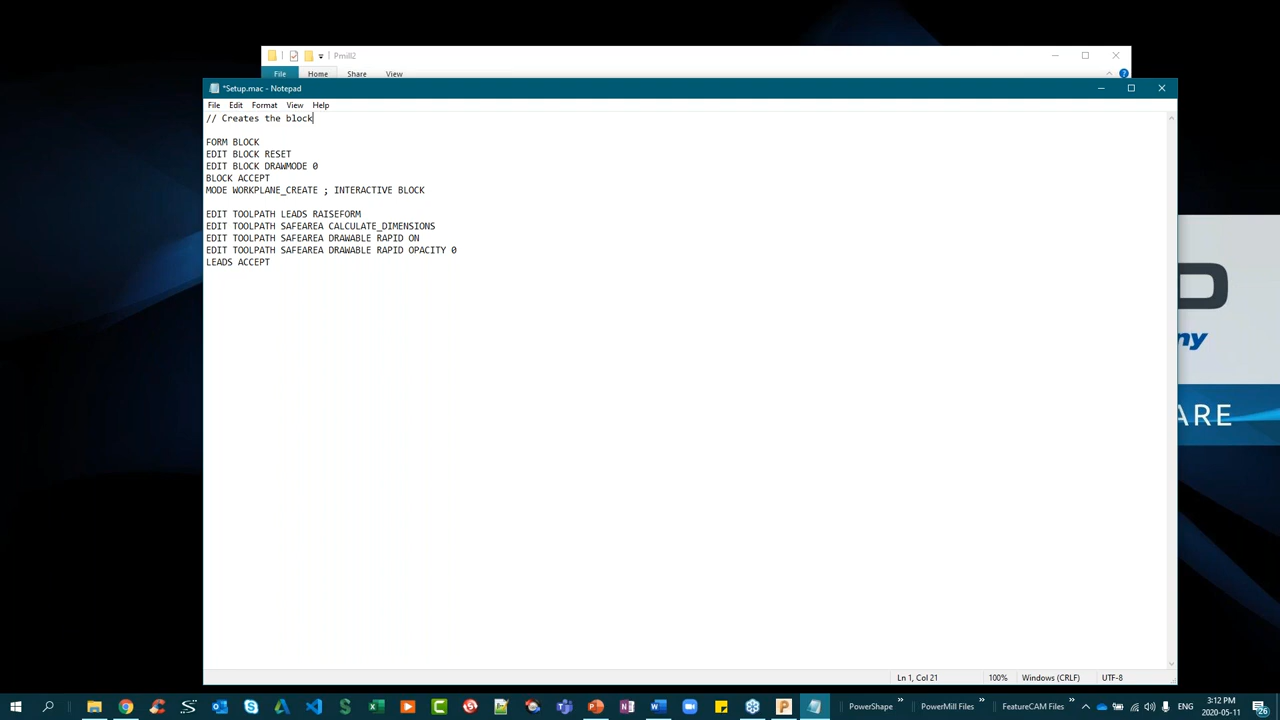 Pmill2
File Home Share View
*Setup.mac - Notepad
File Edit Format View Help
// Creates the block
FORM BLOCK
EDIT BLOCK RESET
EDIT BLOCK DRAWMODE 0
BLOCK ACCEPT
MODE WORKPLANE_CREATE ; INTERACTIVE BLOCK
EDIT TOOLPATH LEADS RAISEFORM
EDIT TOOLPATH SAFEAREA CALCULATE_DIMENSIONS
EDIT TOOLPATH SAFEAREA DRAWABLE RAPID ON
EDIT TOOLPATH SAFEAREA DRAWABLE RAPID OPACITY 0
LEADS ACCEPT
D
ny
ARE
Ln 1, Col 21 100% Windows (CRLF) UTF-8
PowerShape » PowerMill Files » FeatureCAM Files » ENG 3:12 PM
2020-05-11 26